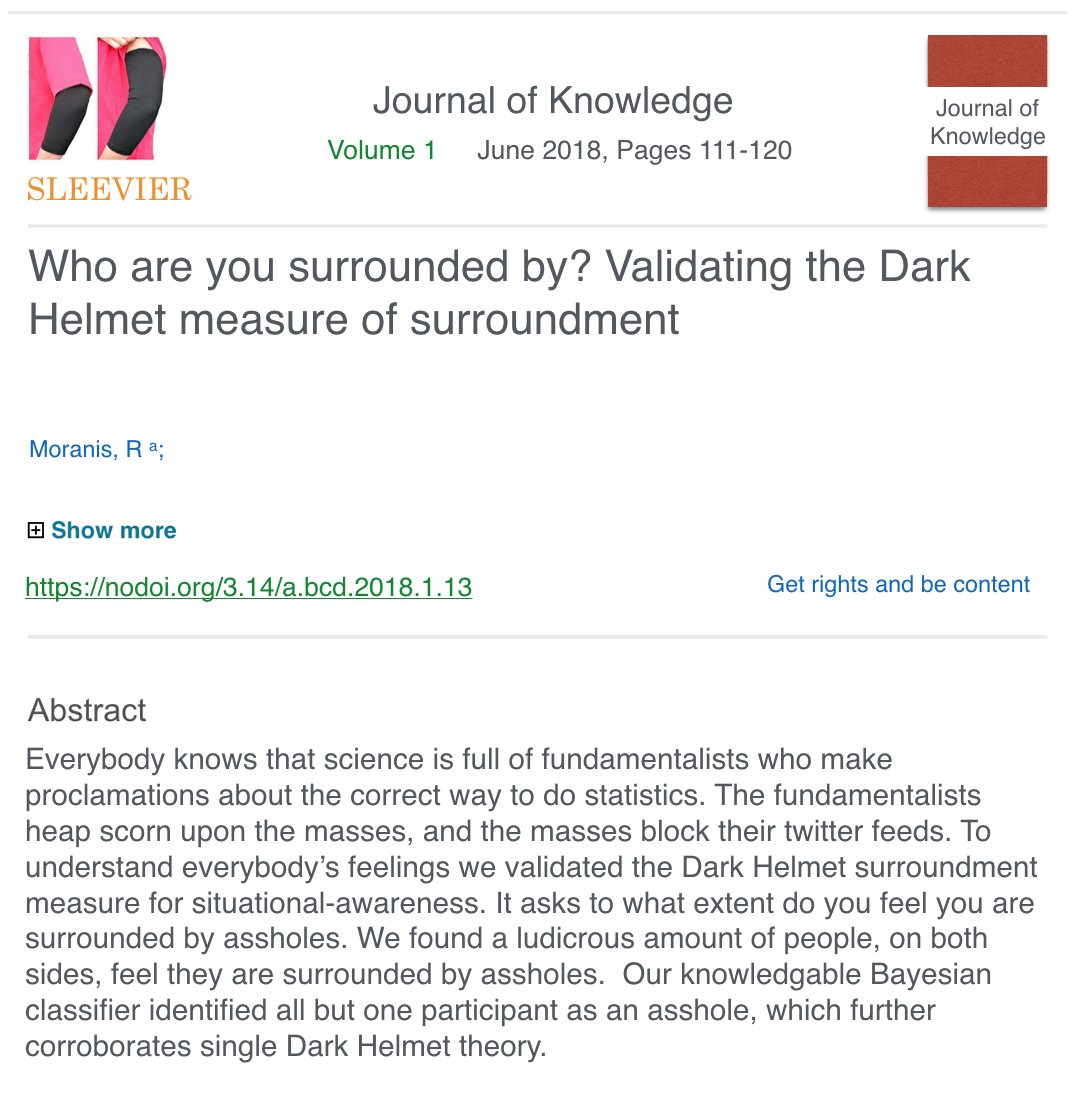 Journal of Knowledge
Volume 1 June 2018, Pages 111-120
SLEEVIER
Journal of
Knowledge
Who are you surrounded by? Validating the Dark
Helmet measure of surroundment
Moranis, R ª;
Show more
https://nodoi.org/3.14/a.bcd.2018.1.13
Get rights and be content
Abstract
Everybody knows that science is full of fundamentalists who make
proclamations about the correct way to do statistics. The fundamentalists
heap scorn upon the masses, and the masses block their twitter feeds. To
understand everybody’s feelings we validated the Dark Helmet surroundment
measure for situational-awareness. It asks to what extent do you feel you are
surrounded by assholes. We found a ludicrous amount of people, on both
sides, feel they are surrounded by assholes.  Our knowledgable Bayesian
classifier identified all but one participant as an asshole, which further
corroborates single Dark Helmet theory.